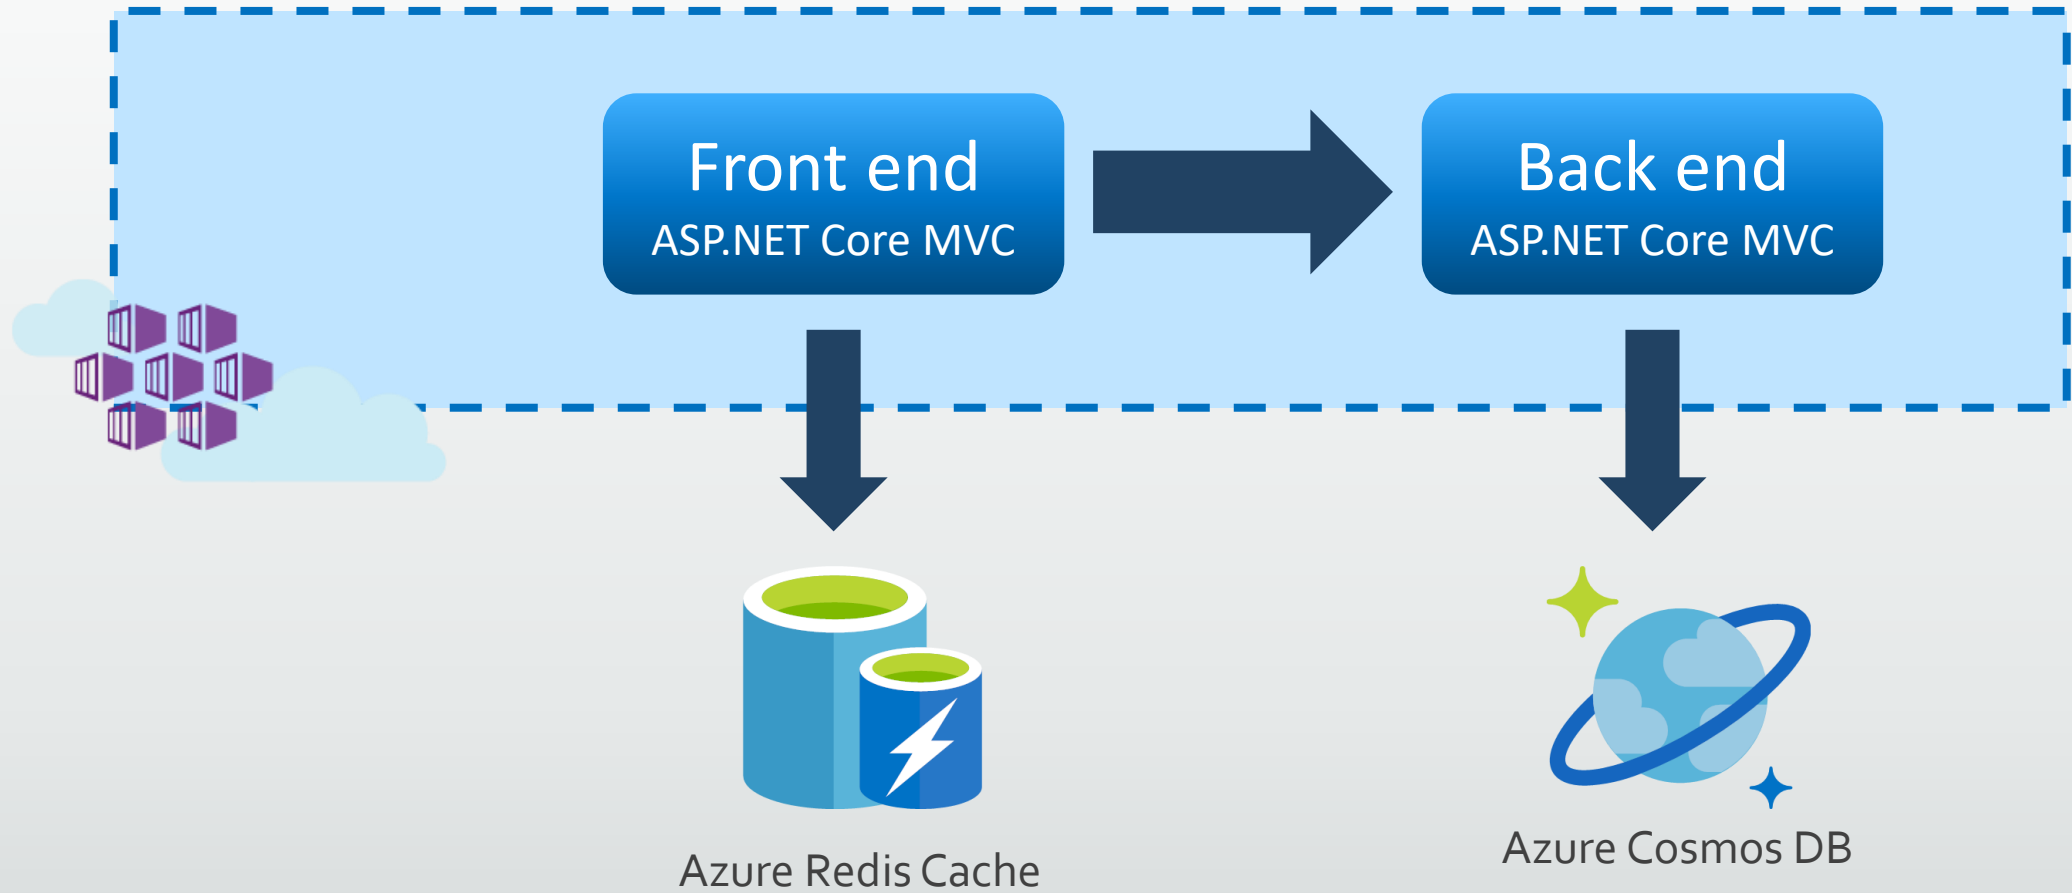 Front end
ASP.NET Core MVC
Back end
ASP.NET Core MVC
Azure Redis Cache
Azure Cosmos DB